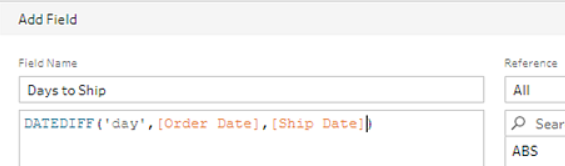 Add Field
Field Name
Reference
Days to Ship
All
DATEDIFF('day',[Order Date],[Ship Date])
Sear
ABS